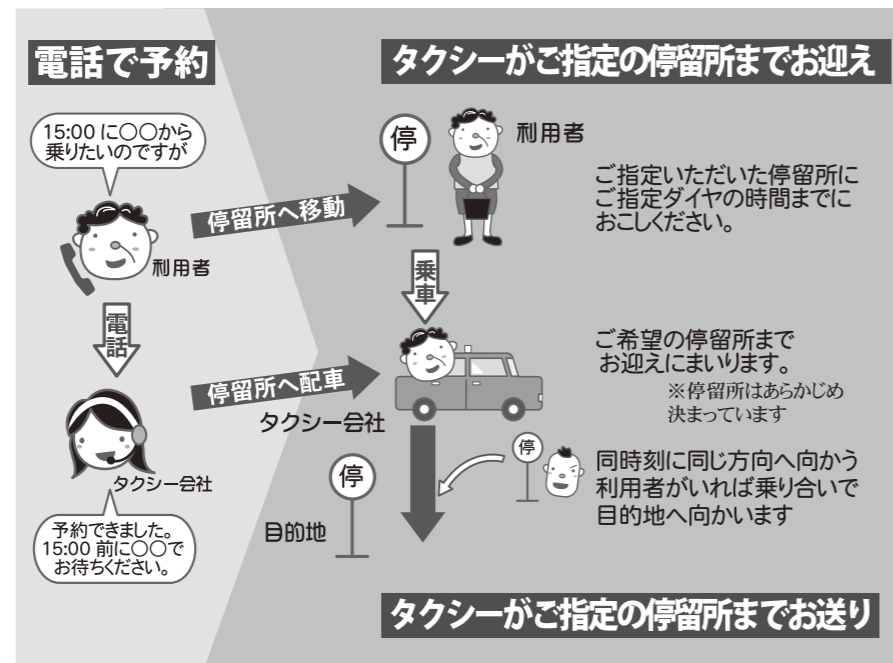 電話で予約
15:00 に〇〇から
乗りたいのですが
利用者
電話
タクシー会社
予約できました。
15:00 前に〇〇で
お待ちください。
タクシーがご指定の停留所までお迎え
停留所へ移動
停
利用者
ご指定いただいた停留所に
ご指定ダイヤの時間までに
おこしください。
乗車
停留所へ配車
タクシー会社
ご希望の停留所まで
お迎えにまいります。
※停留所はあらかじめ
決まっています
停
目的地
停
同時刻に同じ方向へ向かう
利用者がいれば乗り合いで
目的地へ向かいます
タクシーがご指定の停留所までお送り